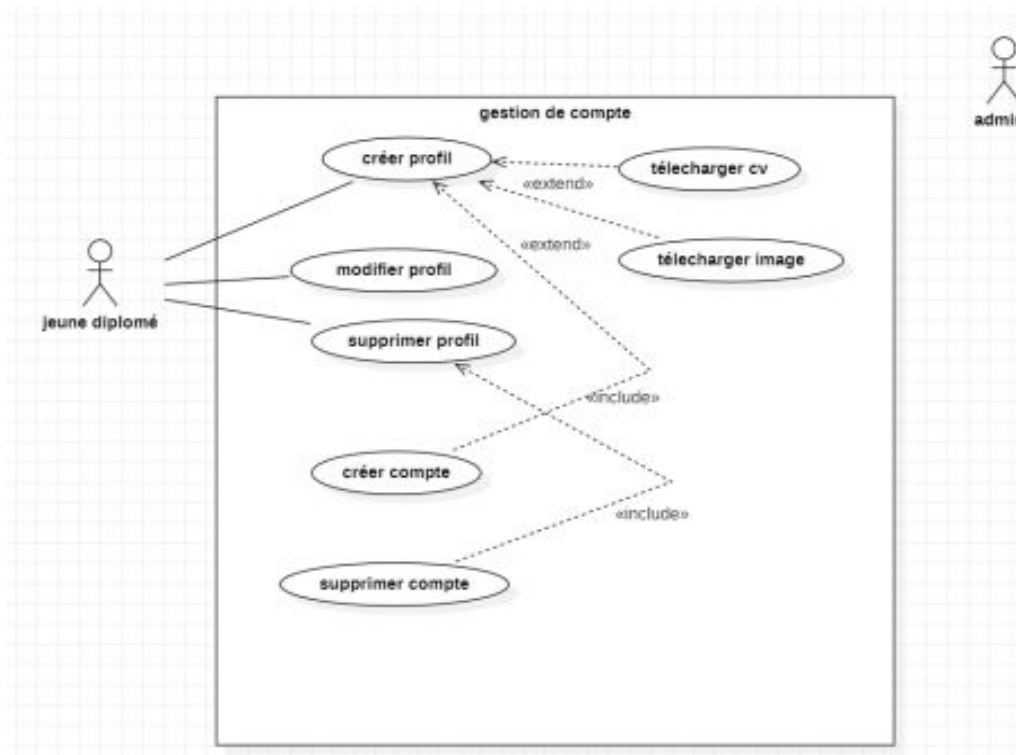 gestion de compte
admi
créer profil
télecharger cv
«extend»
«extend»
modifier profil
télecharger image
jeune diplomé
supprimer profil
«include»
créer compte
«include»
supprimer compte